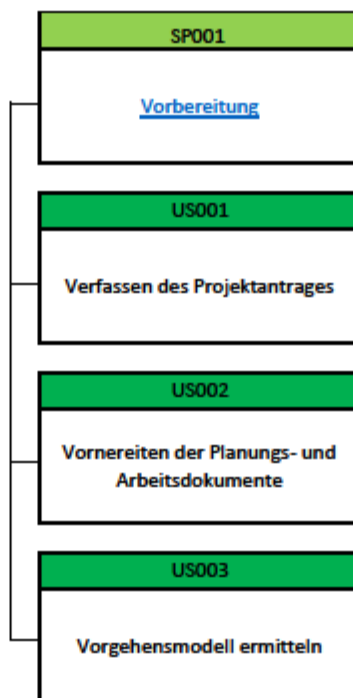 SP001
Vorbereitung
US001
Verfassen des Projektantrages
US002
Vornereiten der Planungs- und
Arbeitsdokumente
US003
Vorgehensmodell ermitteln